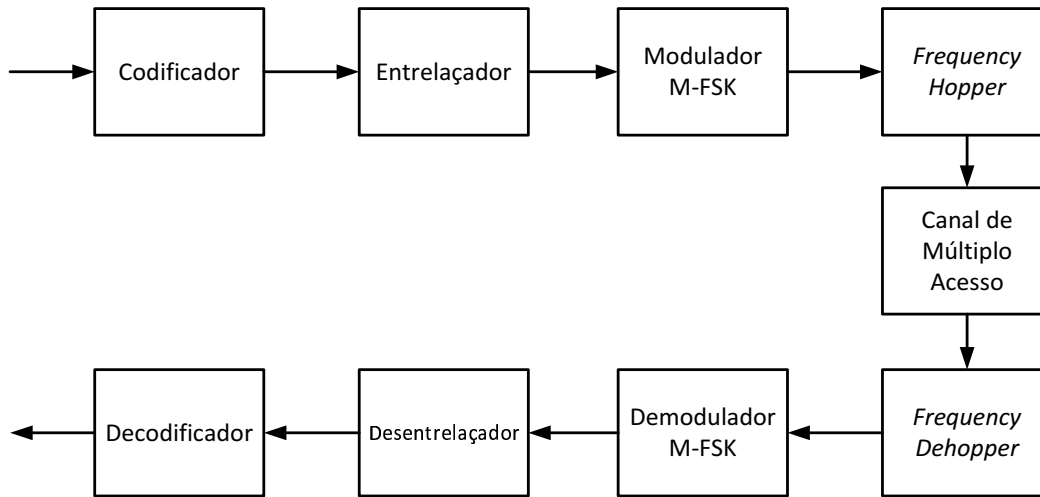 Codificador
Entrelaçador
Modulador
M-FSK
Frequency
Hopper
Canal de
Múltiplo
Acesso
Decodificador
Desentrelaçador
Demodulador
M-FSK
Frequency
Dehopper